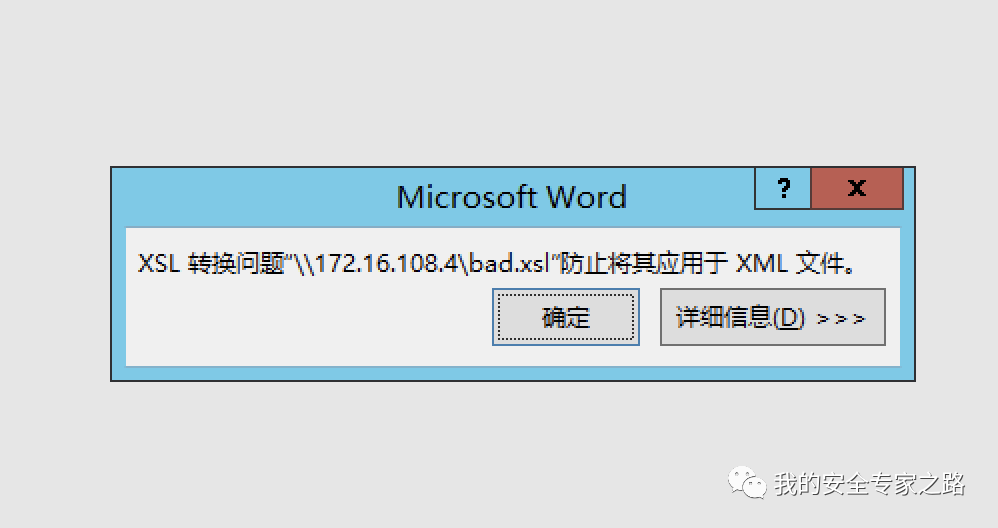 Microsoft Word
? x
XSL 转换问题“\\172.16.108.4\bad.xsl”防止将其应用于 XML 文件。
确定 详细信息(D) >>>
我的安全专家之路